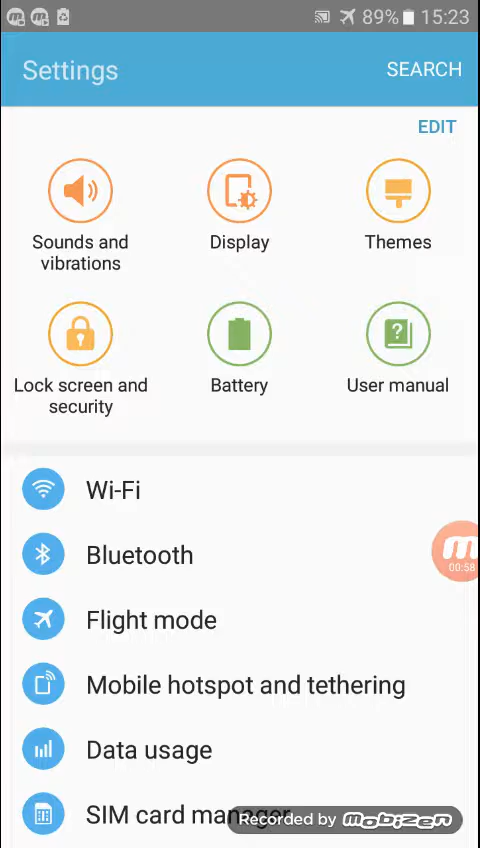 89% 15:23
Settings
SEARCH
EDIT
Sounds and
vibrations
Display
Themes
Lock screen and
security
Battery
User manual
Wi-Fi
Bluetooth
Flight mode
00:58
Mobile hotspot and tethering
Data usage
SIM card manager
Recorded by mobizen